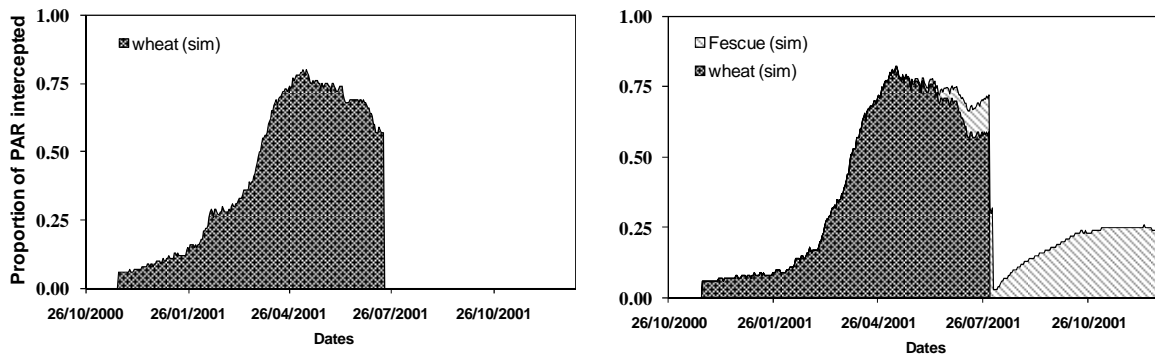 Proportion of PAR intercepted
1.00
0.75
0.50
0.25
0.00
wheat (sim)
26/10/2000 26/01/2001 26/04/2001 26/07/2001 26/10/2001
Dates
1.00
0.75
0.50
0.25
0.00
Fescue (sim)
wheat (sim)
26/10/2000 26/01/2001 26/04/2001 26/07/2001 26/10/2001
Dates